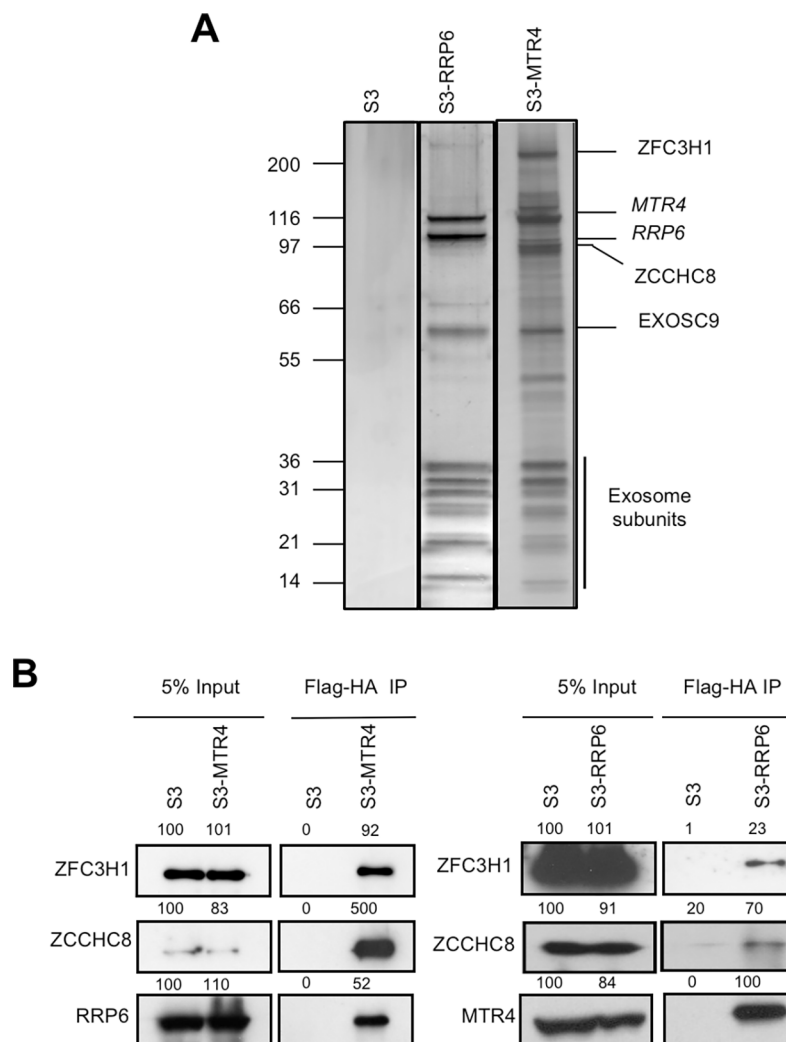 A
S3
S3-RRP6
S3-MTR4
200
116
97
66
55
36
31
21
14
ZFC3H1
MTR4
RRP6
ZCCHC8
EXOSC9
Exosome
subunits
B
5% Input
Flag-HA IP
S3
S3-MTR4
S3
S3-MTR4
100 101 0 92
ZFC3H1
100 83 0 500
ZCCHC8
100 110 0 52
RRP6
5% Input
Flag-HA IP
S3
S3-RRP6
S3
S3-RRP6
100 101 1 23
ZFC3H1
100 91 20 70
ZCCHC8
100 84 0 100
MTR4